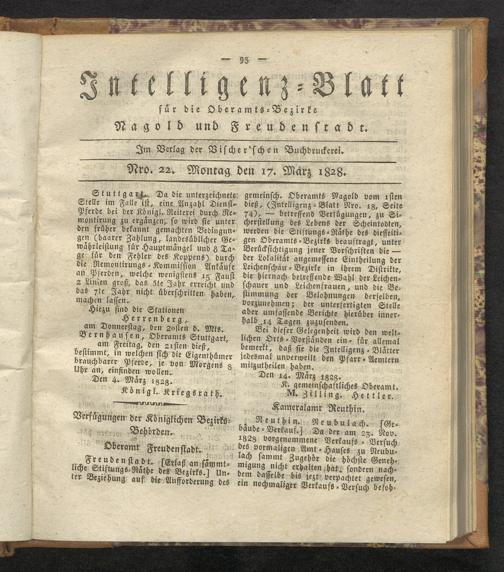 — 95 —
Intelligenz-Blatt
für die Oberamts-Bezirke
Nagold und Freudenstadt.
Im Verlag der Vischer'schen Buchdruckerei.
Nro. 22. Montag den 17. März 1828.
Stuttgart. Da die unterzeichnete
Stelle im Falle ist, eine Anzahl Dienst-
Pferde bei der Königl. Reiterei durch Re-
montirung zu ergänzen, so wird sie unter
den früher bekannt gemachten Bedingun-
gen (baarer Zahlung, landesüblicher Ge-
währleistung für Hauptmängel und 8 Ta-
ge für den Fehler des Koppens) durch
die Remontirungs-Kommission Ankäufe
an Pferden, welche wenigstens 15 Faust
2 Linien groß, das 5te Jahr erreicht und
das 7te Jahr nicht überschritten haben,
machen lassen.
Hiezu sind die Stationen
Herrenberg,
am Donnerstag, den 20sten d. Mts.
Bernhausen, Oberamts Stuttgart,
am Freitag, den 21sten dieß,
bestimmt, in welchen sich die Eigenthümer
brauchbarer Pferde, je von Morgens 8
Uhr an, einfinden wollen.
Den 4. März 1828.
Königl. Kriegsrath.
Verfügungen der Königlichen Bezirks-
Behörden.
Oberamt Freudenstadt.
Freudenstadt. [Erlaß an sämmt-
liche Stiftungs-Räthe des Bezirks.] Un-
ter Beziehung auf die Aufforderung des
gemeinsch. Oberamts Nagold vom 1sten
dieß, (Intelligenz-Blatt Nro. 18, Seite
74). — betreffend Verfügungen, zu Si-
cherstellung des Lebens der Scheintodten,
werden die Stiftungs-Räthe des diesseiti-
gen Oberamts-Bezirks beauftragt, unter
Berücksichtigung jener Vorschriften die —
der Lokalität angemessene Eintheilung der
Leichenschau-Bezirke in ihrem Distrikte,
die hiernach betreffende Wahl der Leichen-
schauer und Leichenfrauen, und die Be-
stimmung der Belohnungen derselben,
vorzunehmen; der unterfertigten Stelle
aber umfassende Berichte hierüber inner-
halb 14 Tagen zuzusenden.
Bei dieser Gelegenheit wird den welt-
lichen Orts-Vorständen ein- für allemal
bemerkt, daß sie die Intelligenz-Blätter
jedesmal unverweilt den Pfarr-Aemtern
mitzutheilen haben.
Den 14. März 1828.
K. gemeinschaftliches Oberamt.
M. Zilling. Hettler.
Kameralamt Reuthin.
Reuthin. Neubulach. [Ge-
bäude-Verkauf.] Da der am 23. Nov.
1828 vorgenommene Verkaufs-Versuch
des vormaligen Amt-Hauses zu Neubu-
lach sammt Zugehör die höchste Geneh-
migung nicht erhalten hat, sondern nach-
dem dasselbe bis jezt verpachtet gewesen,
ein nochmaliger Verkaufs-Versuch befoh-